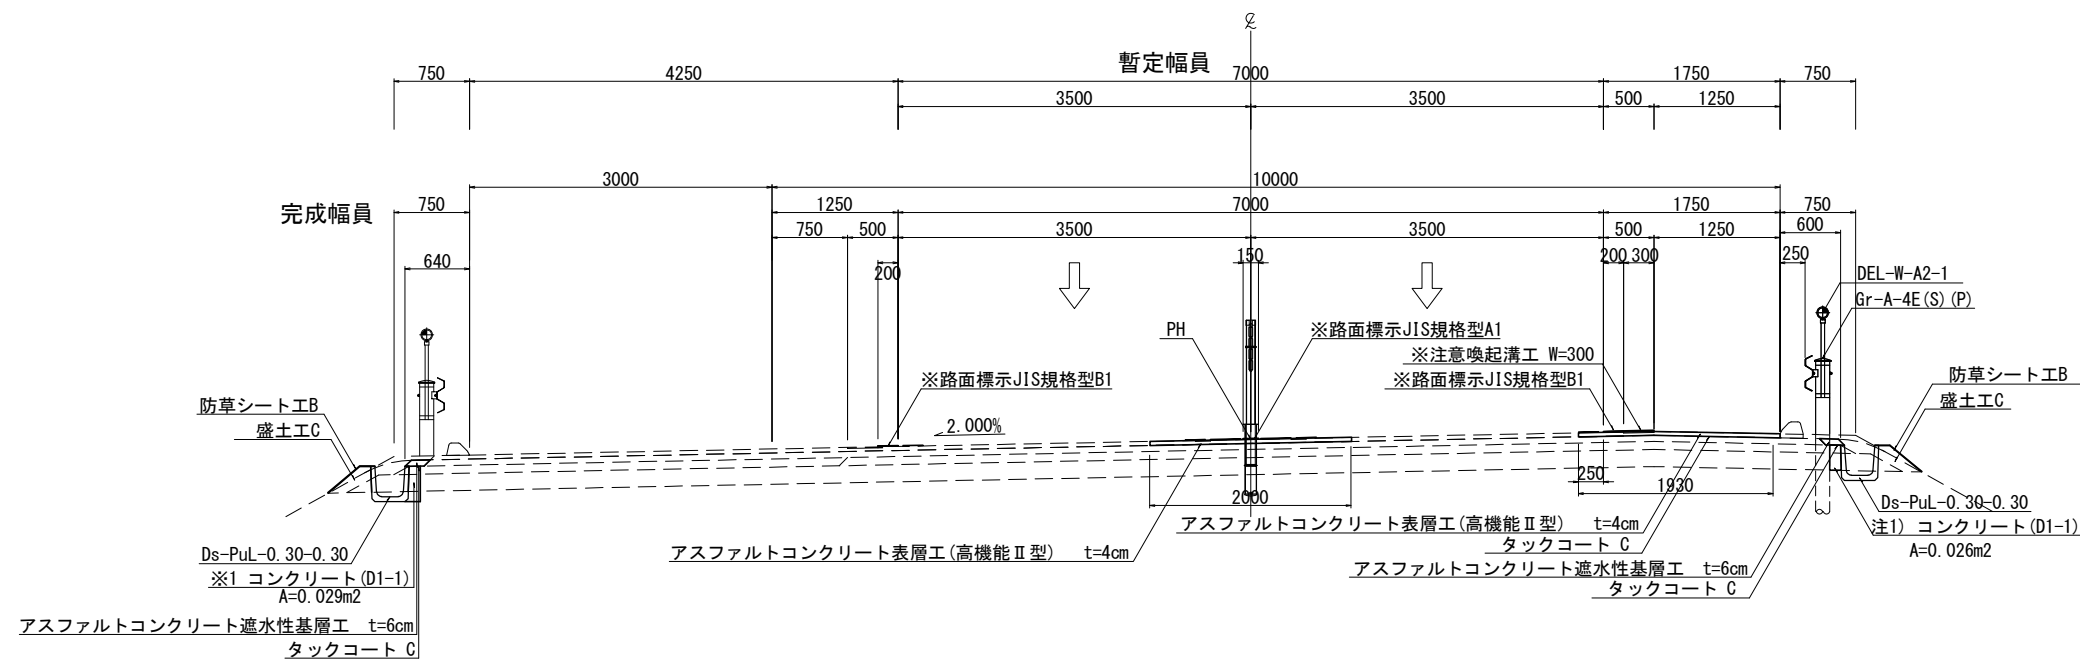 ℄
暫定幅員
750 4250 7000 1750 750
3500 3500 500 1250
3000 10000
完成幅員
750 1250 7000 1750 750
750 500 3500 3500 500 1250 600
640 200 150 200 300 250
DEL-W-A2-1
Gr-A-4E(S)(P)
PH
※路面標示JIS規格型A1
※注意喚起溝工 W=300
※路面標示JIS規格型B1
※路面標示JIS規格型B1
防草シート工B
盛土工C
防草シート工B
盛土工C
2.000%
250
1930
2000
Ds-PuL-0.30-0.30
注1) コンクリート(D1-1)
A=0.026m2
アスファルトコンクリート表層工(高機能Ⅱ型) t=4cm
タックコート C
アスファルトコンクリート表層工(高機能Ⅱ型) t=4cm
アスファルトコンクリート遮水性基層工 t=6cm
タックコート C
Ds-PuL-0.30-0.30
※1 コンクリート(D1-1)
A=0.029m2
アスファルトコンクリート遮水性基層工 t=6cm
タックコート C